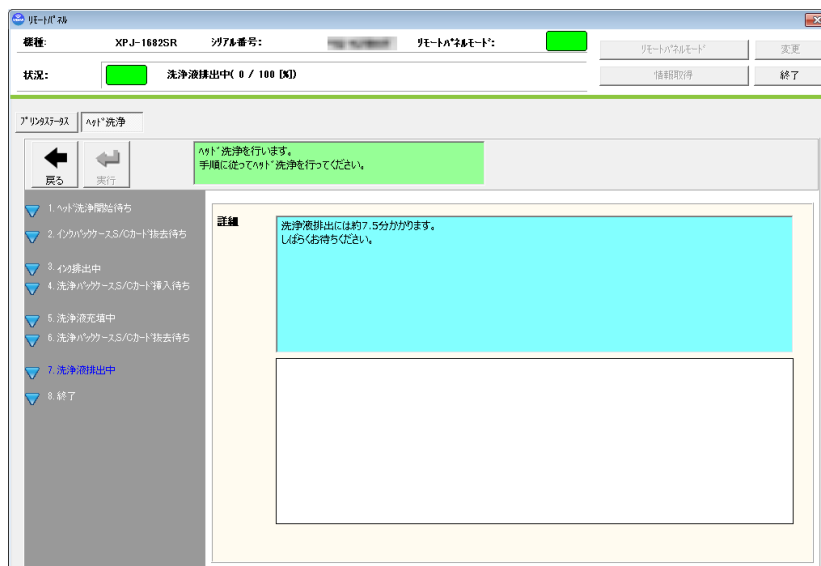 ﾘﾓｰﾄﾊﾟﾈﾙ
機種: XPJ-1682SR ｼﾘｱﾙ番号: ﾘﾓｰﾄﾊﾟﾈﾙﾓｰﾄﾞ:
ﾘﾓｰﾄﾊﾟﾈﾙﾓｰﾄﾞ 変更
状況: 洗浄液排出中( 0 / 100 [%])
情報取得 終了
ﾌﾟﾘﾝﾀｽﾃｰﾀｽ ﾍｯﾄﾞ洗浄
戻る 実行
ﾍｯﾄﾞ洗浄を行います。
手順に従ってﾍｯﾄﾞ洗浄を行ってください。
1. ﾍｯﾄﾞ洗浄開始待ち
2. ｲﾝｸﾊﾟｯｸｹｰｽ,S/Cｶｰﾄﾞ抜去待ち
3. ｲﾝｸ排出中
4. 洗浄ﾊﾟｯｸｹｰｽ,S/Cｶｰﾄﾞ挿入待ち
5. 洗浄液充填中
6. 洗浄ﾊﾟｯｸｹｰｽ,S/Cｶｰﾄﾞ抜去待ち
7. 洗浄液排出中
8. 終了
詳細
洗浄液排出には約7.5分かかります。
しばらくお待ちください。